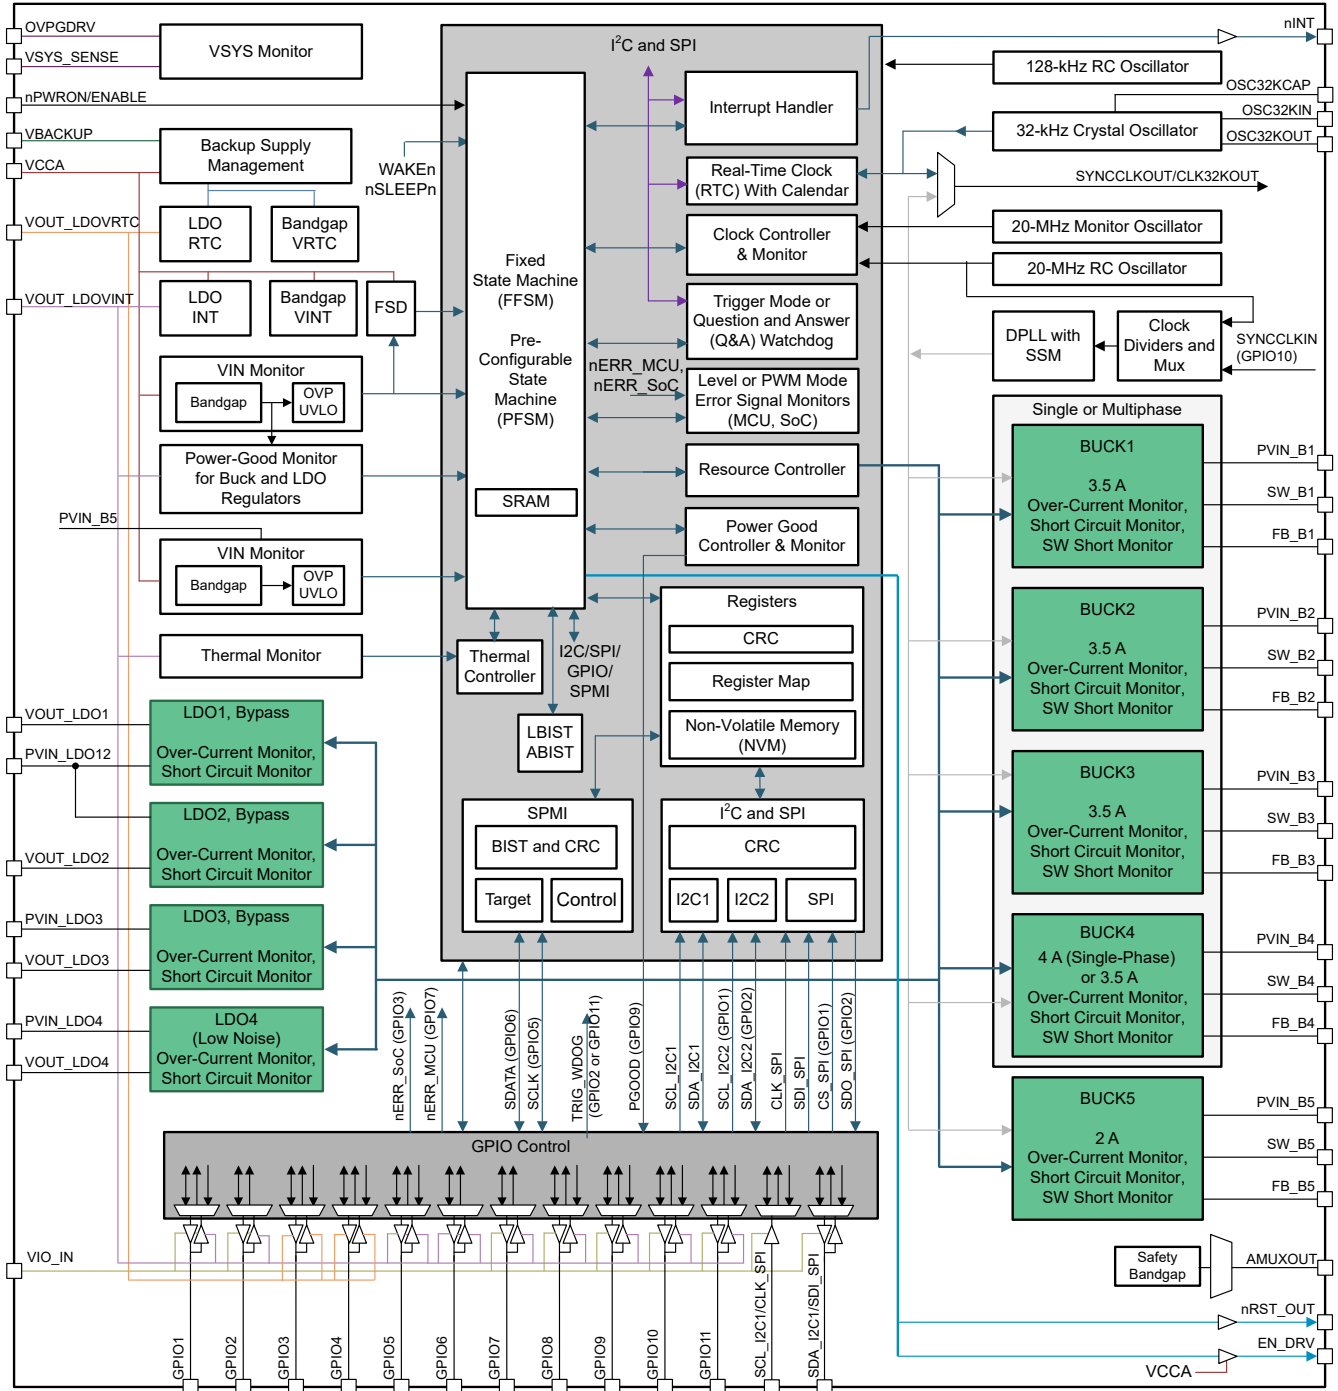 OVPGDRV
VSYS_SENSE
VSYS Monitor
nPWRON/ENABLE
VBACKUP
VCCA
Backup Supply
Management
WAKEn
nSLEEPn
VOUT_LDOVRTC
LDO
RTC
Bandgap
VRTC
VOUT_LDOVINT
LDO
INT
Bandgap
VINT
FSD
VIN Monitor
Bandgap
OVP
UVLO
Power-Good Monitor
for Buck and LDO
Regulators
PVIN_B5
VIN Monitor
Bandgap
OVP
UVLO
Thermal Monitor
VOUT_LDO1
LDO1, Bypass
Over-Current Monitor,
Short Circuit Monitor
PVIN_LDO12
LDO2, Bypass
Over-Current Monitor,
Short Circuit Monitor
VOUT_LDO2
PVIN_LDO3
LDO3, Bypass
Over-Current Monitor,
Short Circuit Monitor
VOUT_LDO3
PVIN_LDO4
LDO4
(Low Noise)
Over-Current Monitor,
Short Circuit Monitor
VOUT_LDO4
I²C and SPI
Fixed
State Machine
(FFSM)
Pre-
Configurable
State
Machine
(PFSM)
SRAM
Interrupt Handler
Real-Time Clock
(RTC) With Calendar
Clock Controller
& Monitor
Trigger Mode or
Question and Answer
(Q&A) Watchdog
nERR_MCU,
nERR_SoC
Level or PWM Mode
Error Signal Monitors
(MCU, SoC)
Resource Controller
Power Good
Controller & Monitor
Registers
CRC
Register Map
Non-Volatile Memory
(NVM)
Thermal
Controller
I2C/SPI/
GPIO/
SPMI
LBIST
ABIST
SPMI
BIST and CRC
Target
Control
I²C and SPI
CRC
I2C1
I2C2
SPI
nINT
128-kHz RC Oscillator
OSC32KCAP
OSC32KIN
32-kHz Crystal Oscillator
OSC32KOUT
SYNCCLKOUT/CLK32KOUT
20-MHz Monitor Oscillator
20-MHz RC Oscillator
DPLL with
SSM
Clock
Dividers and
Mux
SYNCCLKIN
(GPIO10)
Single or Multiphase
BUCK1
3.5 A
Over-Current Monitor,
Short Circuit Monitor,
SW Short Monitor
PVIN_B1
SW_B1
FB_B1
BUCK2
3.5 A
Over-Current Monitor,
Short Circuit Monitor,
SW Short Monitor
PVIN_B2
SW_B2
FB_B2
BUCK3
3.5 A
Over-Current Monitor,
Short Circuit Monitor,
SW Short Monitor
PVIN_B3
SW_B3
FB_B3
BUCK4
4 A (Single-Phase)
or 3.5 A
Over-Current Monitor,
Short Circuit Monitor,
SW Short Monitor
PVIN_B4
SW_B4
FB_B4
BUCK5
2 A
Over-Current Monitor,
Short Circuit Monitor,
SW Short Monitor
PVIN_B5
SW_B5
FB_B5
nERR_SoC (GPIO3)
nERR_MCU (GPIO7)
SDATA (GPIO6)
SCLK (GPIO5)
TRIG_WDOG
(GPIO2 or GPIO11)
PGOOD (GPIO9)
SCL_I2C1
SDA_I2C1
SCL_I2C2 (GPIO1)
SDA_I2C2 (GPIO2)
CLK_SPI
SDI_SPI
CS_SPI (GPIO1)
SDO_SPI (GPIO2)
GPIO Control
VIO_IN
GPIO1
GPIO2
GPIO3
GPIO4
GPIO5
GPIO6
GPIO7
GPIO8
GPIO9
GPIO10
GPIO11
SCL_I2C1/CLK_SPI
SDA_I2C1/SDI_SPI
Safety
Bandgap
AMUXOUT
nRST_OUT
EN_DRV
VCCA